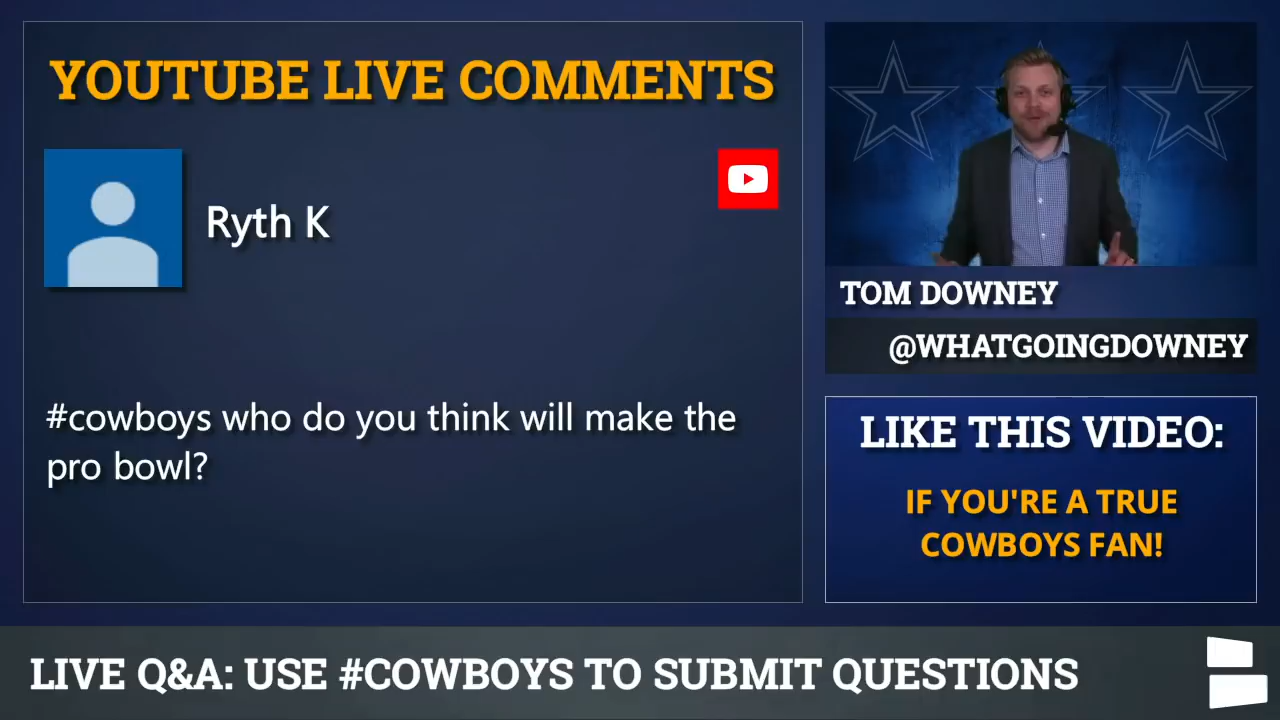 YOUTUBE LIVE COMMENTS
Ryth K
#cowboys who do you think will make the
pro bowl?
TOM DOWNEY
@WHATGOINGDOWNEY
LIKE THIS VIDEO:
IF YOU'RE A TRUE
COWBOYS FAN!
LIVE Q&A: USE #COWBOYS TO SUBMIT QUESTIONS